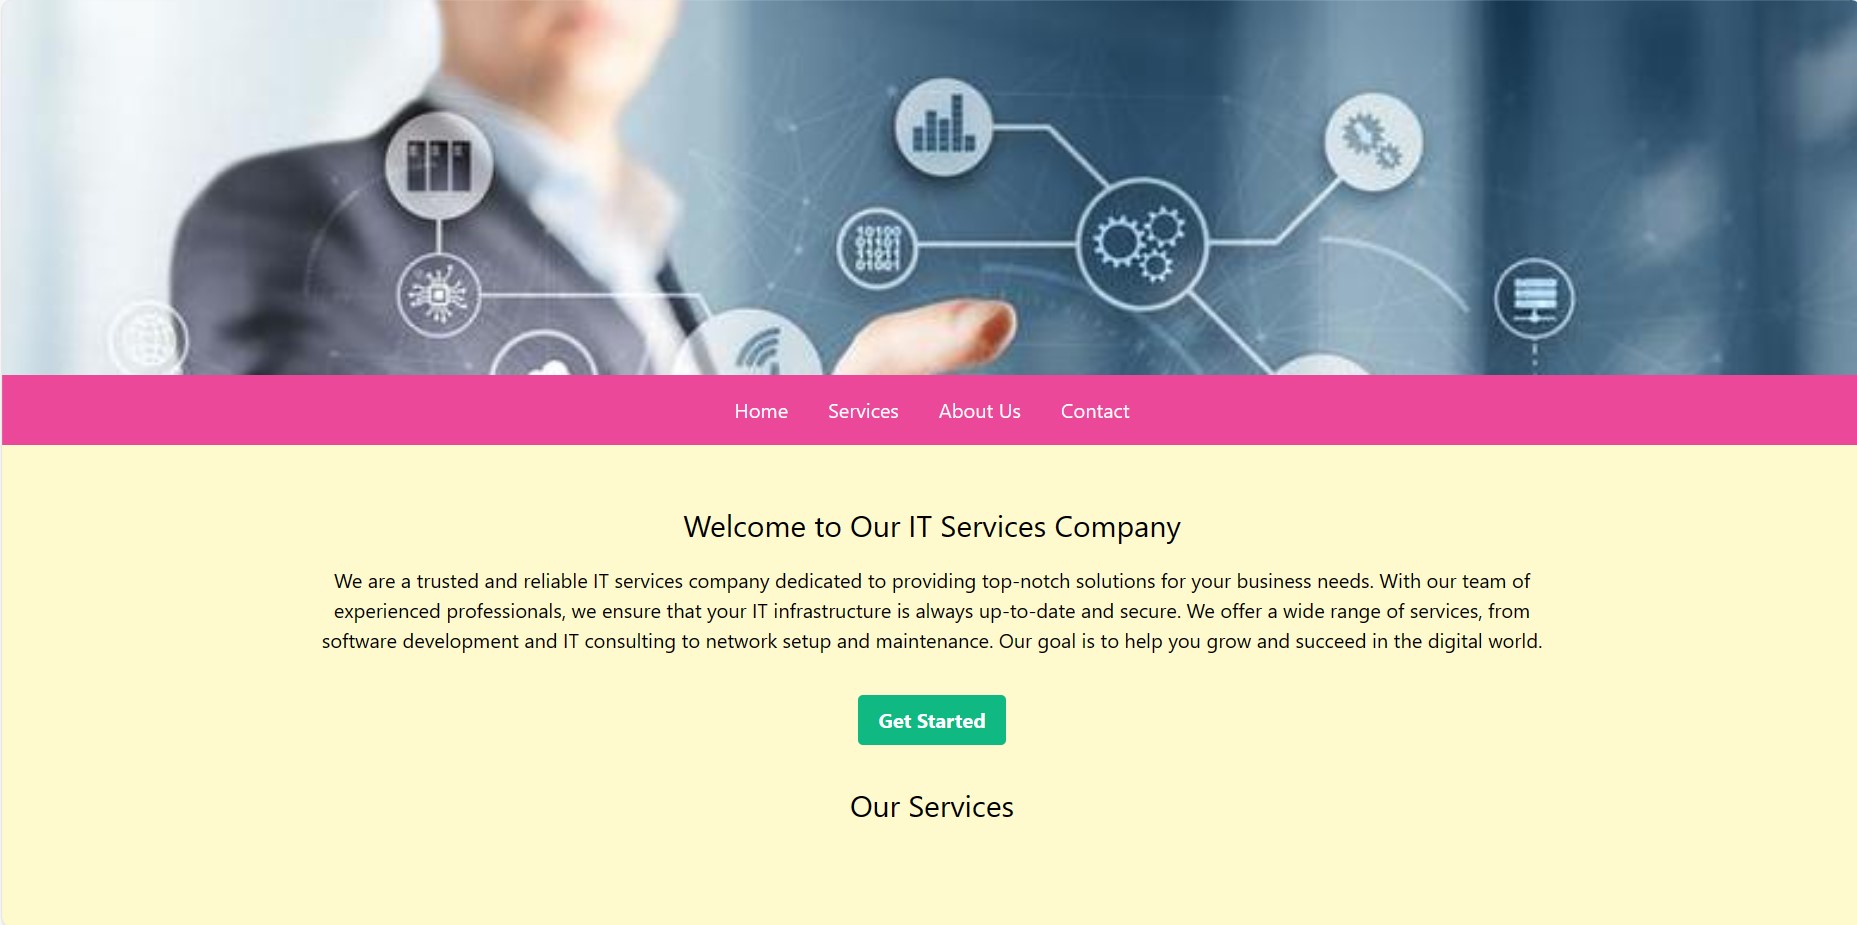 10100
01101
11011
01001
Home Services About Us Contact
Welcome to Our IT Services Company
We are a trusted and reliable IT services company dedicated to providing top-notch solutions for your business needs. With our team of
experienced professionals, we ensure that your IT infrastructure is always up-to-date and secure. We offer a wide range of services, from
software development and IT consulting to network setup and maintenance. Our goal is to help you grow and succeed in the digital world.
Get Started
Our Services